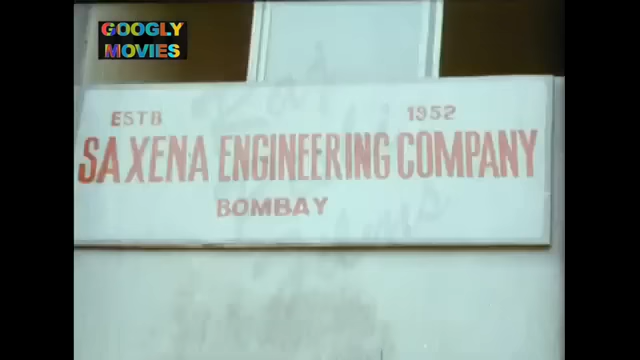 GOOGLY
MOVIES
ESTB 1952
SAXENA ENGINEERING COMPANY
BOMBAY